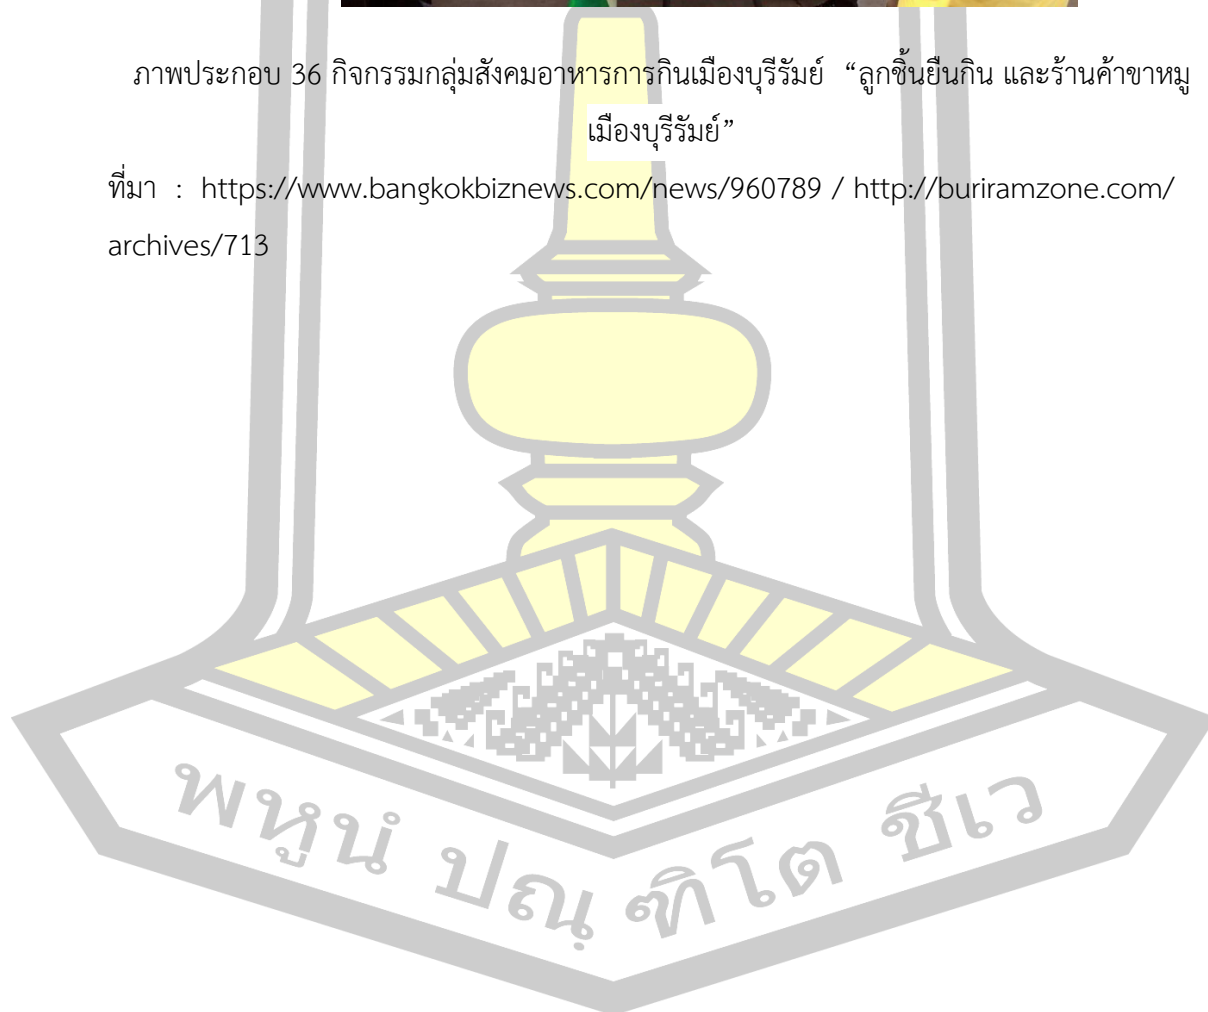 ภาพประกอบ 36 กิจกรรมกลุ่มสังคมอาหารการกินเมืองบุรีรัมย์ “ลูกชิ้นยืนกิน และร้านค้าขาหมู
เมืองบุรีรัมย์”
ที่มา : https://www.bangkokbiznews.com/news/960789 / http://buriramzone.com/
archives/713
พหูนํ ปณฺฑิโต ชีเว